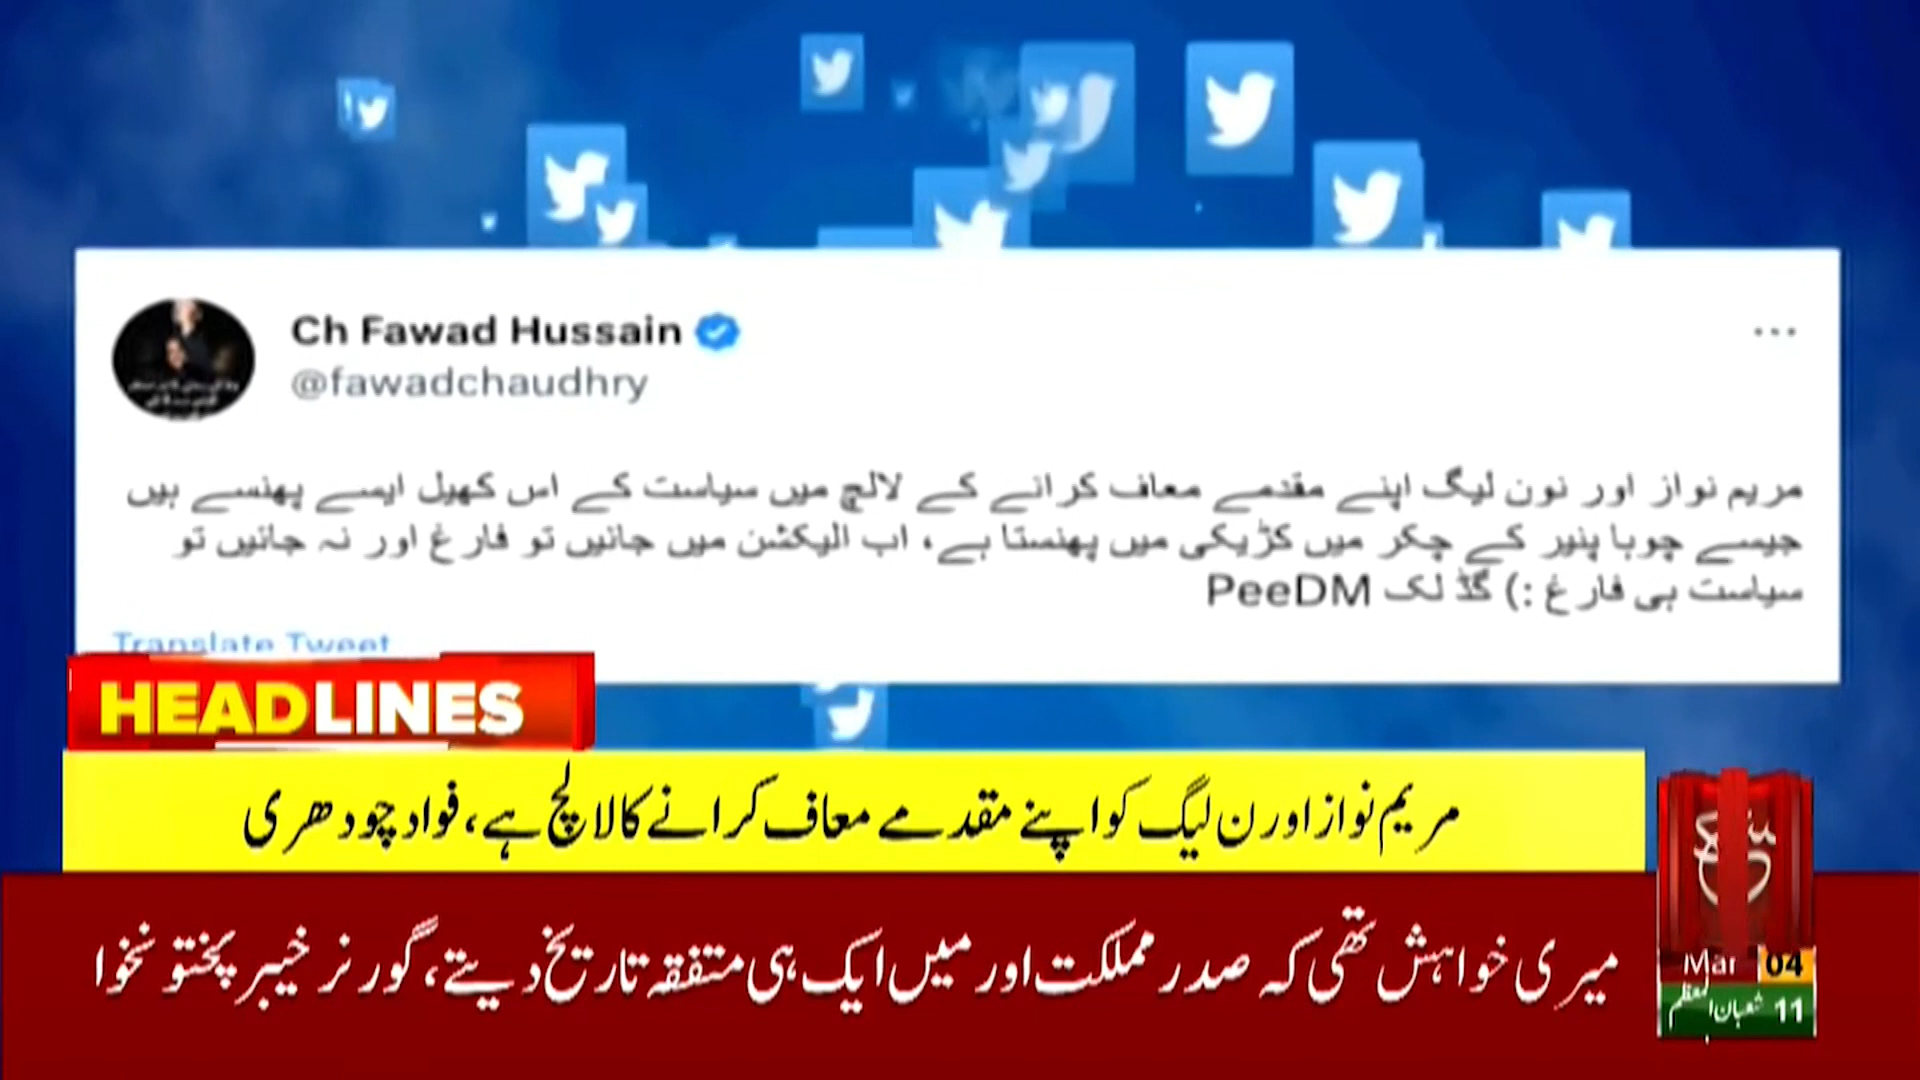 Ch Fawad Hussain
@fawadchaudhry
مریم نواز اور نون لیگ اپنے مقدمے معاف کرانے کے لالچ میں سیاست کے اس کھیل ایسے پھنسے ہیں
جیسے چوہا پنیر کے چکر میں کڑیکی میں پھنستا ہے، اب الیکشن میں جائیں تو فارغ اور نہ جائیں تو
سیاست ہی فارغ :) گڈ لک PeeDM
Translate Tweet
HEADLINES
مریم نواز اور ن لیگ کو اپنے مقدمے معاف کرانے کا لالچ ہے، فواد چودھری
میری خواہش تھی کہ صدر مملکت اور میں ایک ہی متفقہ تاریخ دیتے، گورنر خیبر پختونخوا
Mar 04
11 شعبان المعظم